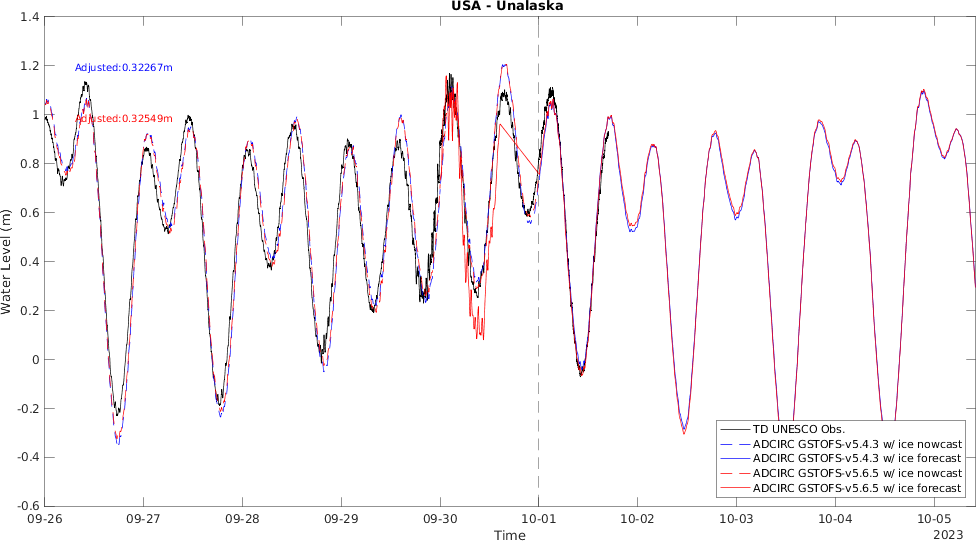 USA - Unalaska
1.4
1.2
1
0.8
0.6
0.4
0.2
0
-0.2
-0.4
-0.6
Water Level (m)
Adjusted:0.32267m
Adjusted:0.32549m
TD UNESCO Obs.
ADCIRC GSTOFS-v5.4.3 w/ ice nowcast
ADCIRC GSTOFS-v5.4.3 w/ ice forecast
ADCIRC GSTOFS-v5.6.5 w/ ice nowcast
ADCIRC GSTOFS-v5.6.5 w/ ice forecast
09-26 09-27 09-28 09-29 09-30 10-01 10-02 10-03 10-04 10-05
Time
2023